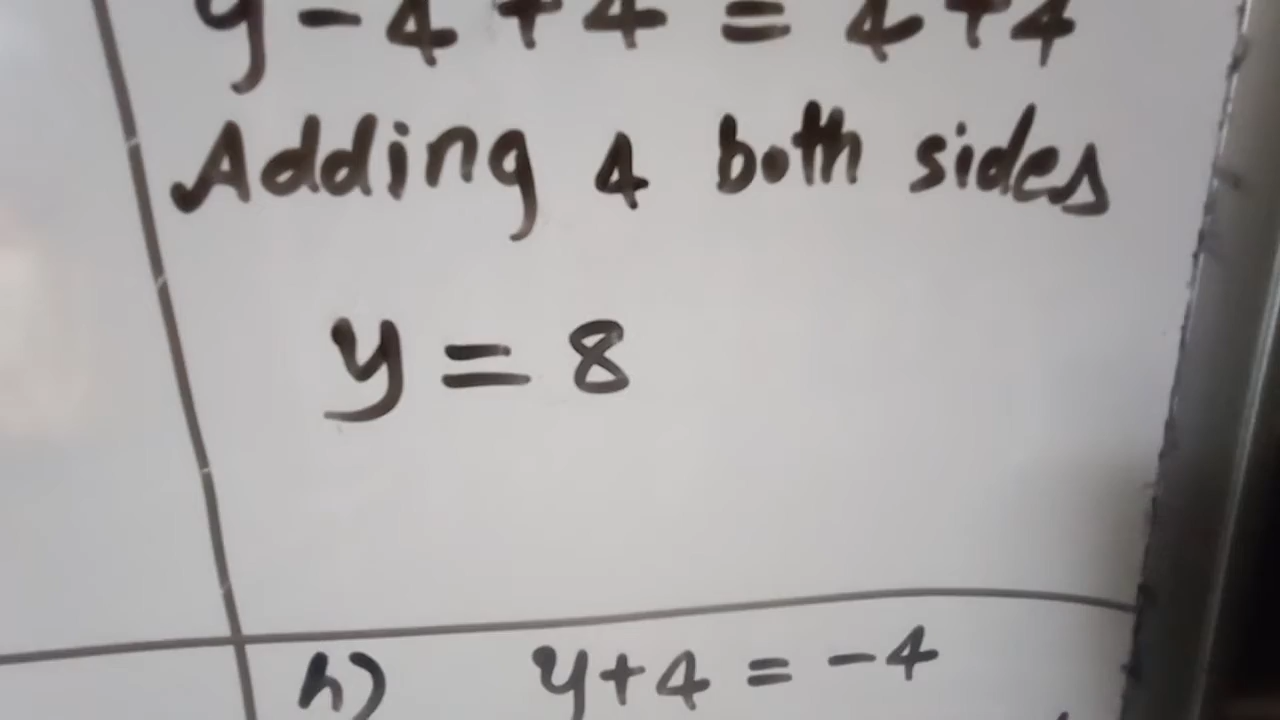 y - 4 + 4 = 4 + 4
Adding 4 both sides
y = 8
h) y + 4 = -4